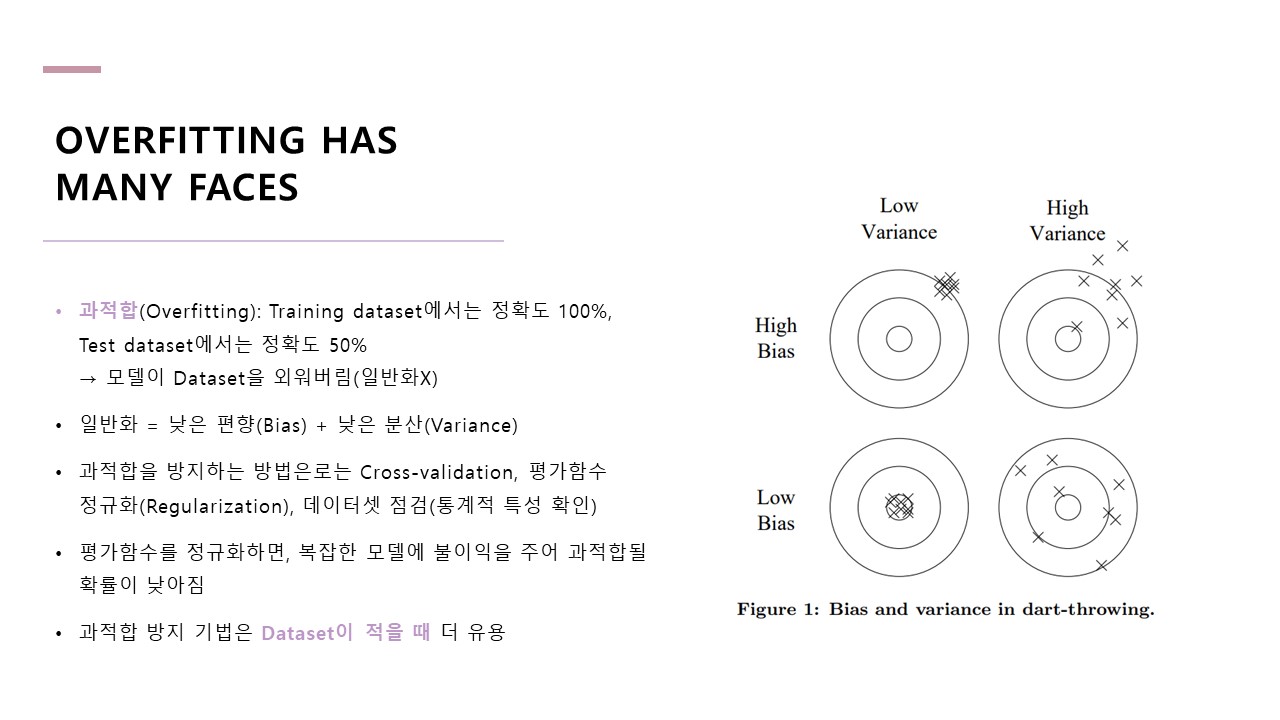 OVERFITTING HAS
MANY FACES
• 과적합(Overfitting): Training dataset에서는 정확도 100%,
Test dataset에서는 정확도 50%
→ 모델이 Dataset을 외워버림(일반화X)
• 일반화 = 낮은 편향(Bias) + 낮은 분산(Variance)
• 과적합을 방지하는 방법은로는 Cross-validation, 평가함수
정규화(Regularization), 데이터셋 점검(통계적 특성 확인)
• 평가함수를 정규화하면, 복잡한 모델에 불이익을 주어 과적합될
확률이 낮아짐
• 과적합 방지 기법은 Dataset이 적을 때 더 유용
Low
Variance
High
Variance
High
Bias
Low
Bias
Figure 1: Bias and variance in dart-throwing.